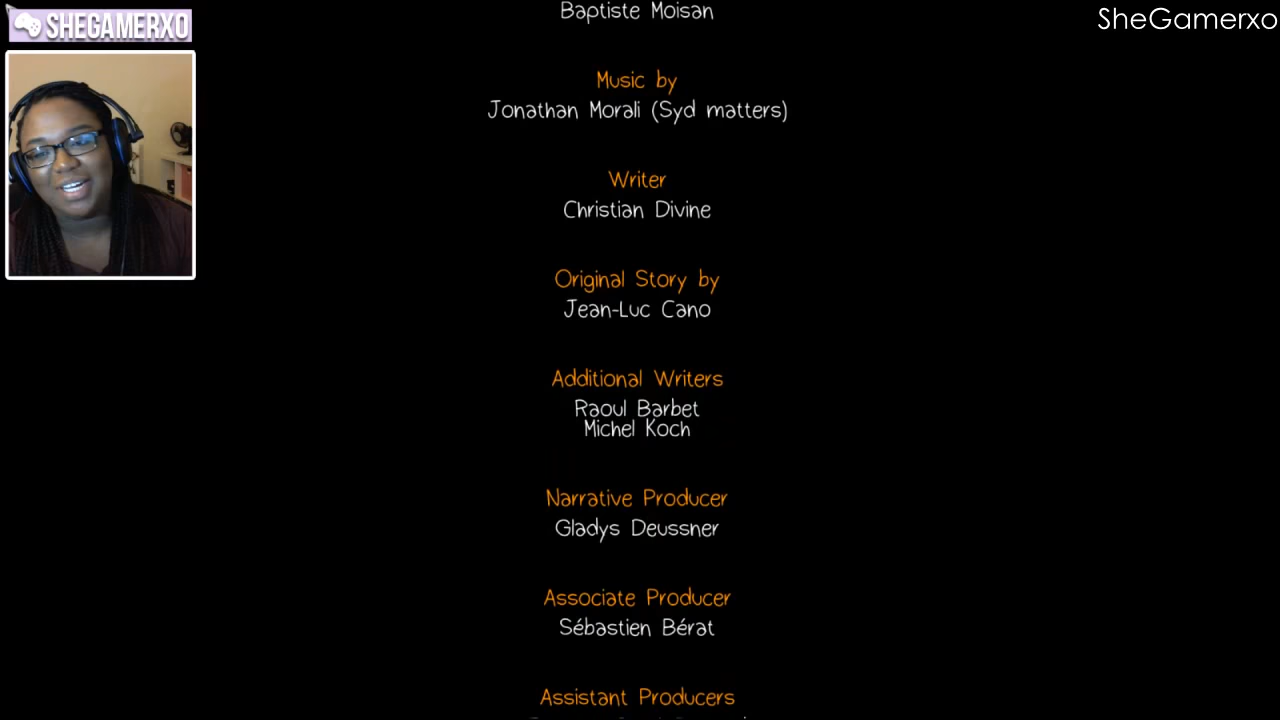 SHEGAMERXO
SheGamerxo
Baptiste Moisan
Music by
Jonathan Morali (Syd matters)
Writer
Christian Divine
Original Story by
Jean-Luc Cano
Additional Writers
Raoul Barbet
Michel Koch
Narrative Producer
Gladys Deussner
Associate Producer
Sébastien Bérat
Assistant Producers